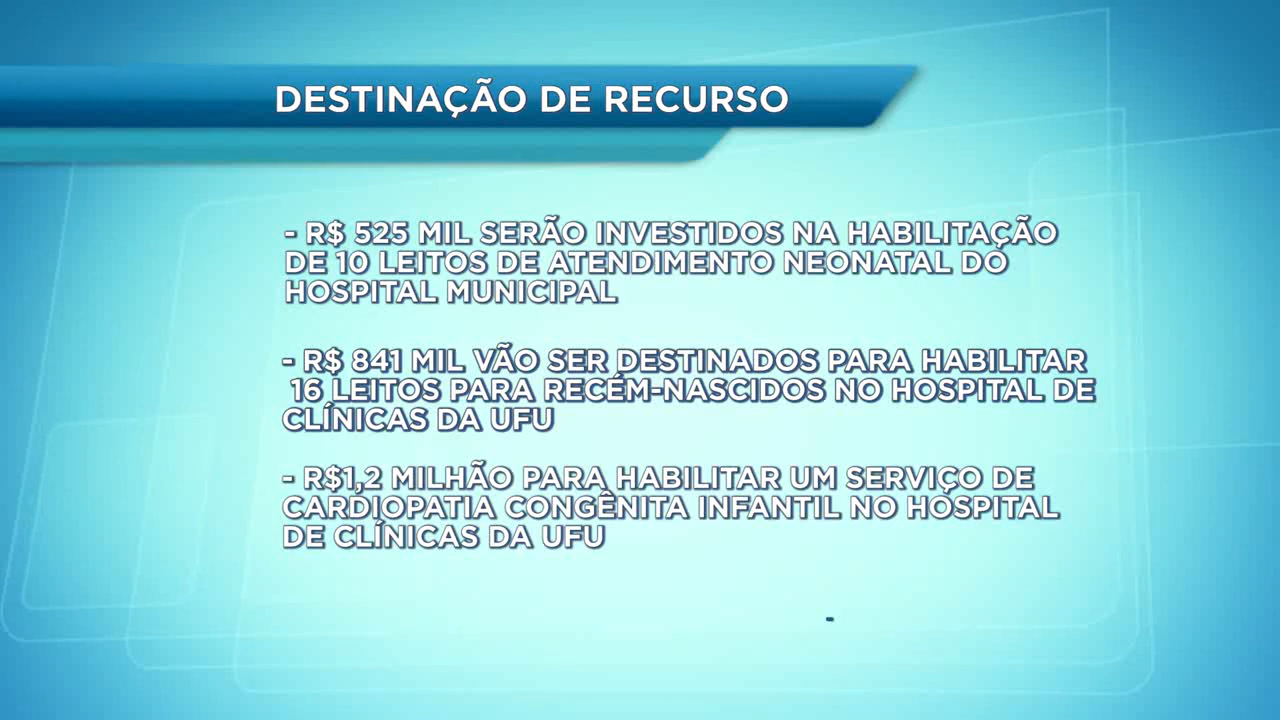 DESTINAÇÃO DE RECURSO
- R$ 525 MIL SERÃO INVESTIDOS NA HABILITAÇÃO
DE 10 LEITOS DE ATENDIMENTO NEONATAL DO
HOSPITAL MUNICIPAL
- R$ 841 MIL VÃO SER DESTINADOS PARA HABILITAR
16 LEITOS PARA RECÉM-NASCIDOS NO HOSPITAL DE
CLÍNICAS DA UFU
- R$1,2 MILHÃO PARA HABILITAR UM SERVIÇO DE
CARDIOPATIA CONGÊNITA INFANTIL NO HOSPITAL
DE CLÍNICAS DA UFU
-